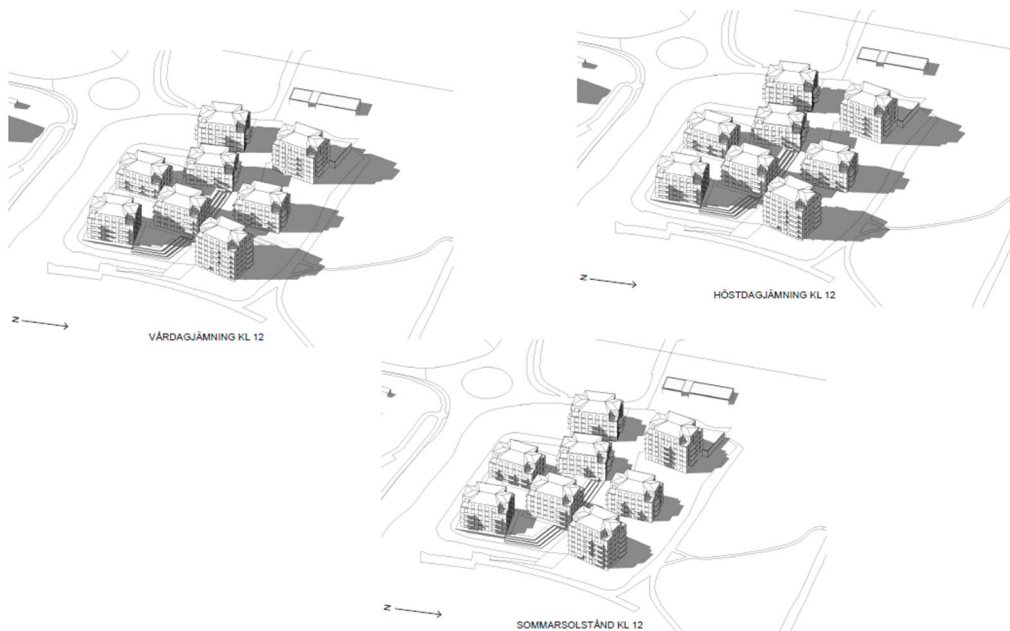 N
HÖSTDAGJÄMNING KL 12
N
VÅRDAGJÄMNING KL 12
N
SOMMARSOLSTÅND KL 12